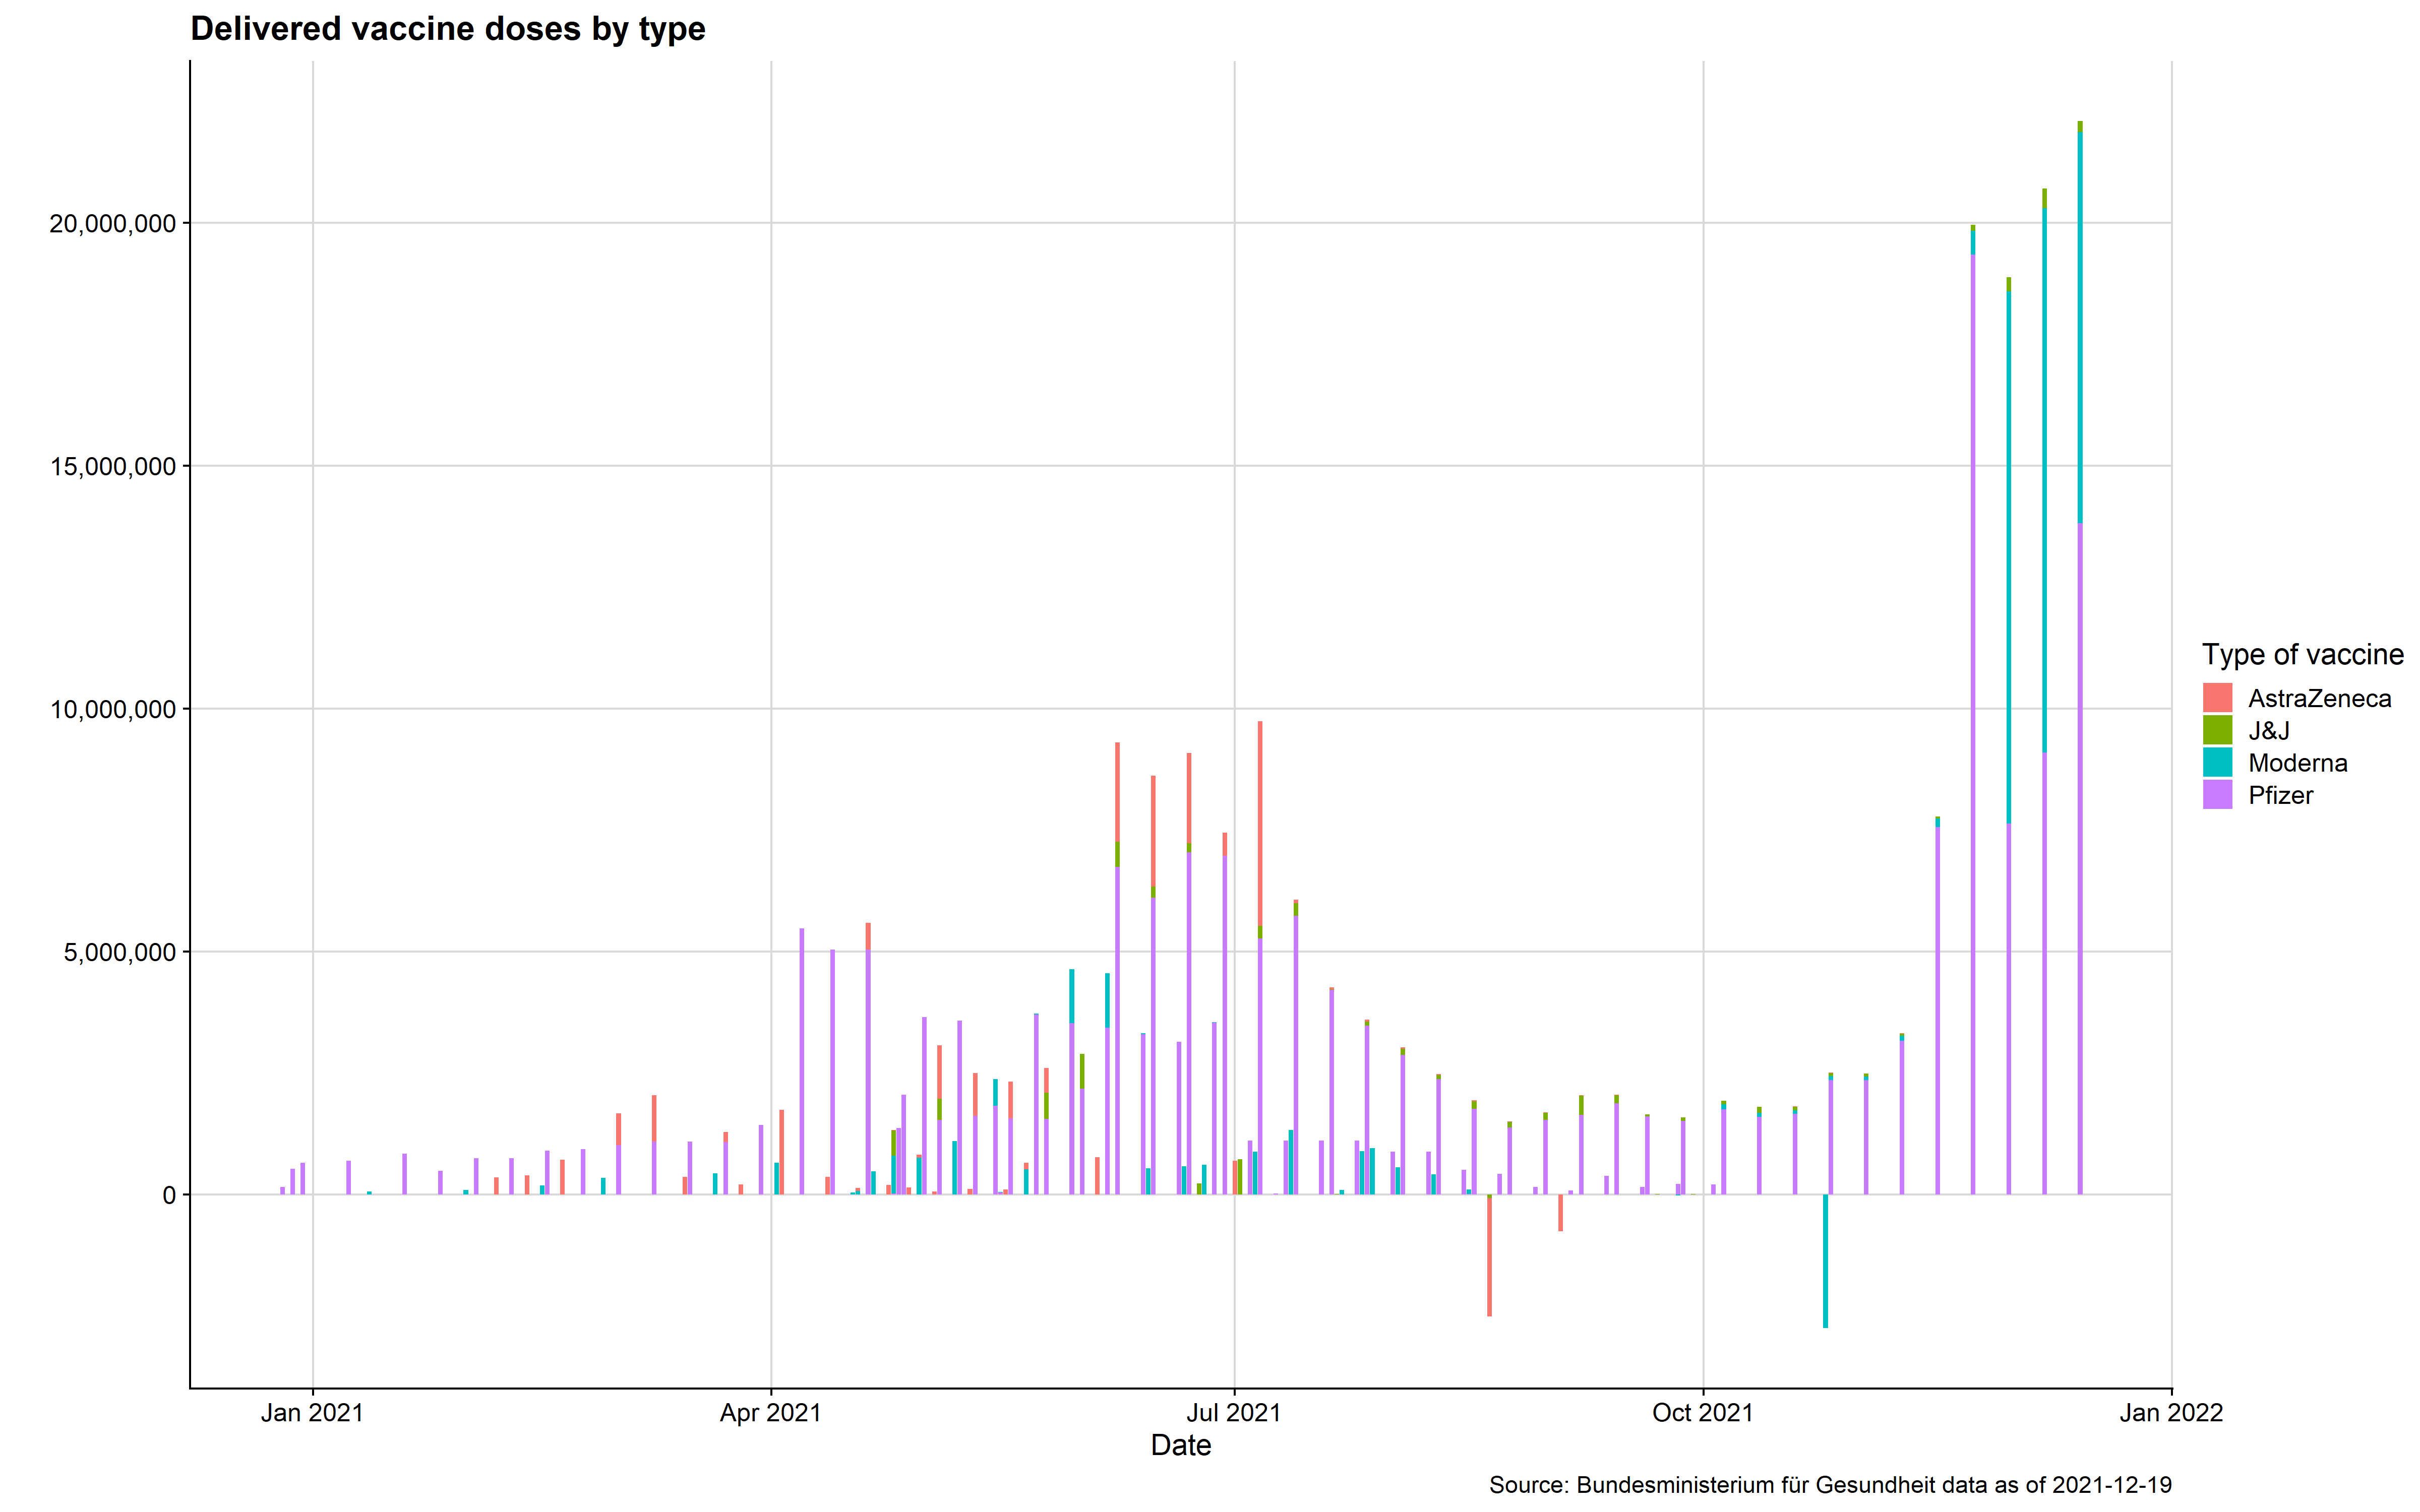 Delivered vaccine doses by type
20,000,000
15,000,000
10,000,000
5,000,000
0
Jan 2021
Apr 2021
Jul 2021
Oct 2021
Jan 2022
Date
Type of vaccine
AstraZeneca
J&J
Moderna
Pfizer
Source: Bundesministerium für Gesundheit data as of 2021-12-19